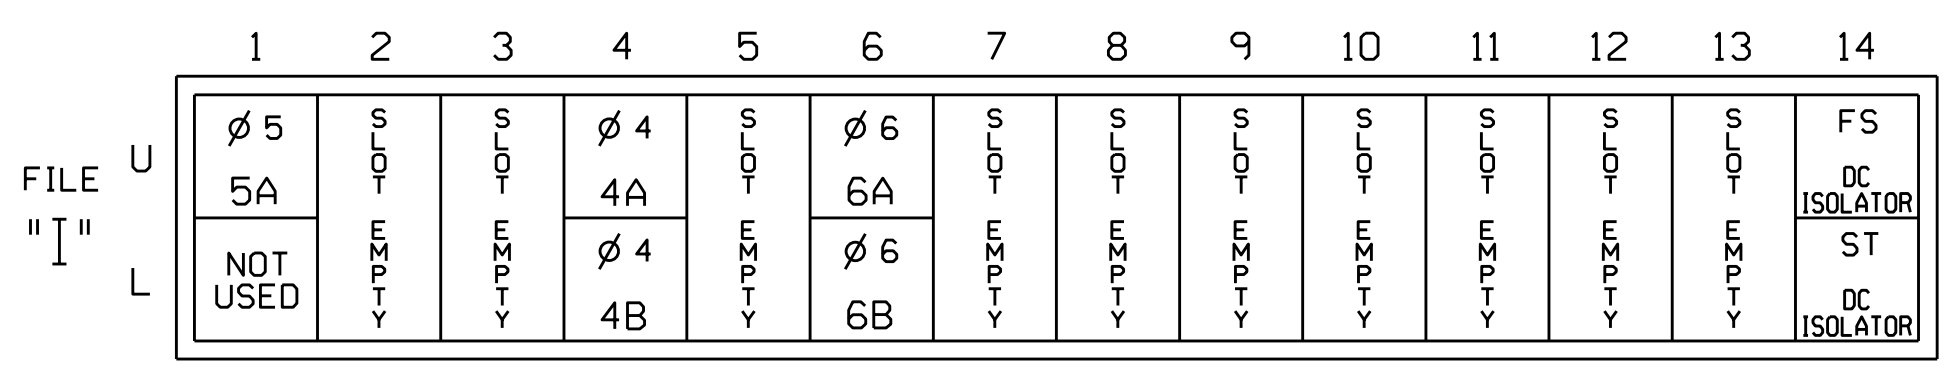 1 2 3 4 5 6 7 8 9 10 11 12 13 14
FILE
"I"
U
L
Ø 5
5A
NOT
USED
SLOT EMPTY
SLOT EMPTY
Ø 4
4A
Ø 4
4B
SLOT EMPTY
Ø 6
6A
Ø 6
6B
SLOT EMPTY
SLOT EMPTY
SLOT EMPTY
SLOT EMPTY
SLOT EMPTY
SLOT EMPTY
SLOT EMPTY
FS
DC
ISOLATOR
ST
DC
ISOLATOR